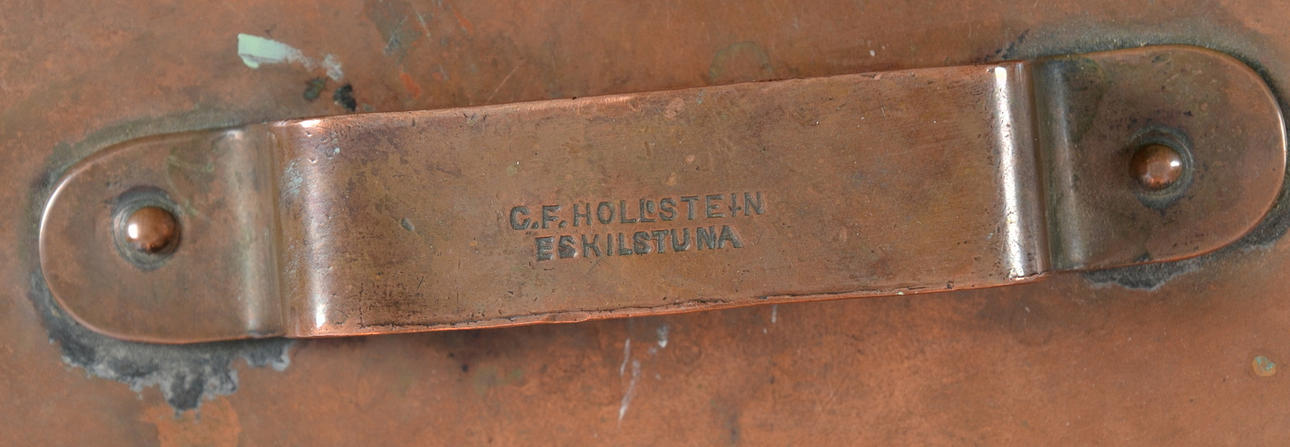 C.F. HOLLSTEIN
ESKILSTUNA